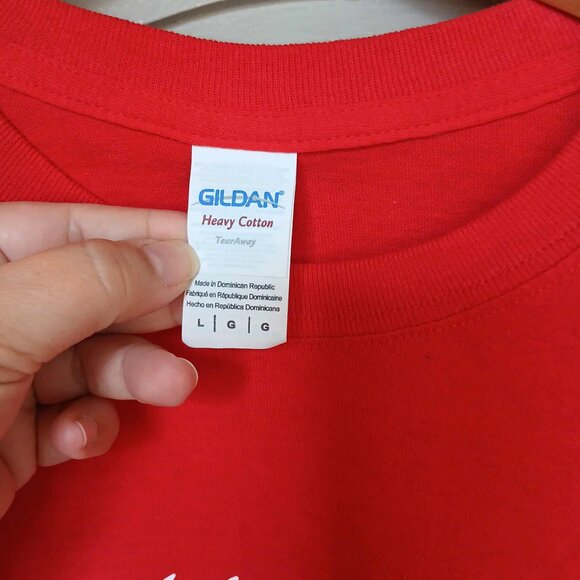 GILDAN®
Heavy Cotton
TearAway
Made in Dominican Republic
Fabriqué en République Dominicaine
Hecho en República Dominicana
L | G | G